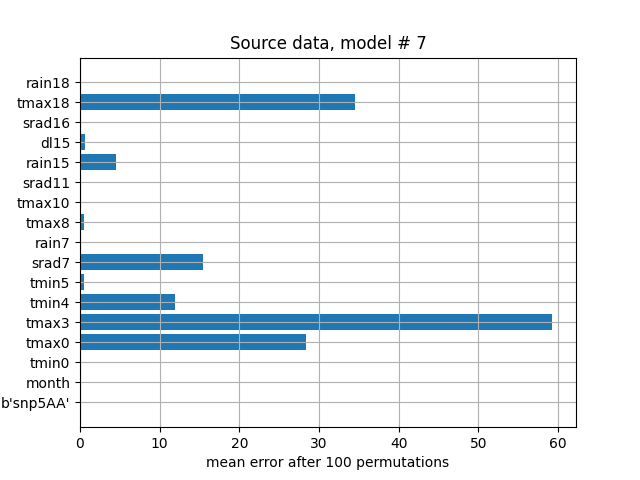 Source data, model # 7
rain18
tmax18
srad16
dl15
rain15
srad11
tmax10
tmax8
rain7
srad7
tmin5
tmin4
tmax3
tmax0
tmin0
month
b'snp5AA'
0 10 20 30 40 50 60
mean error after 100 permutations